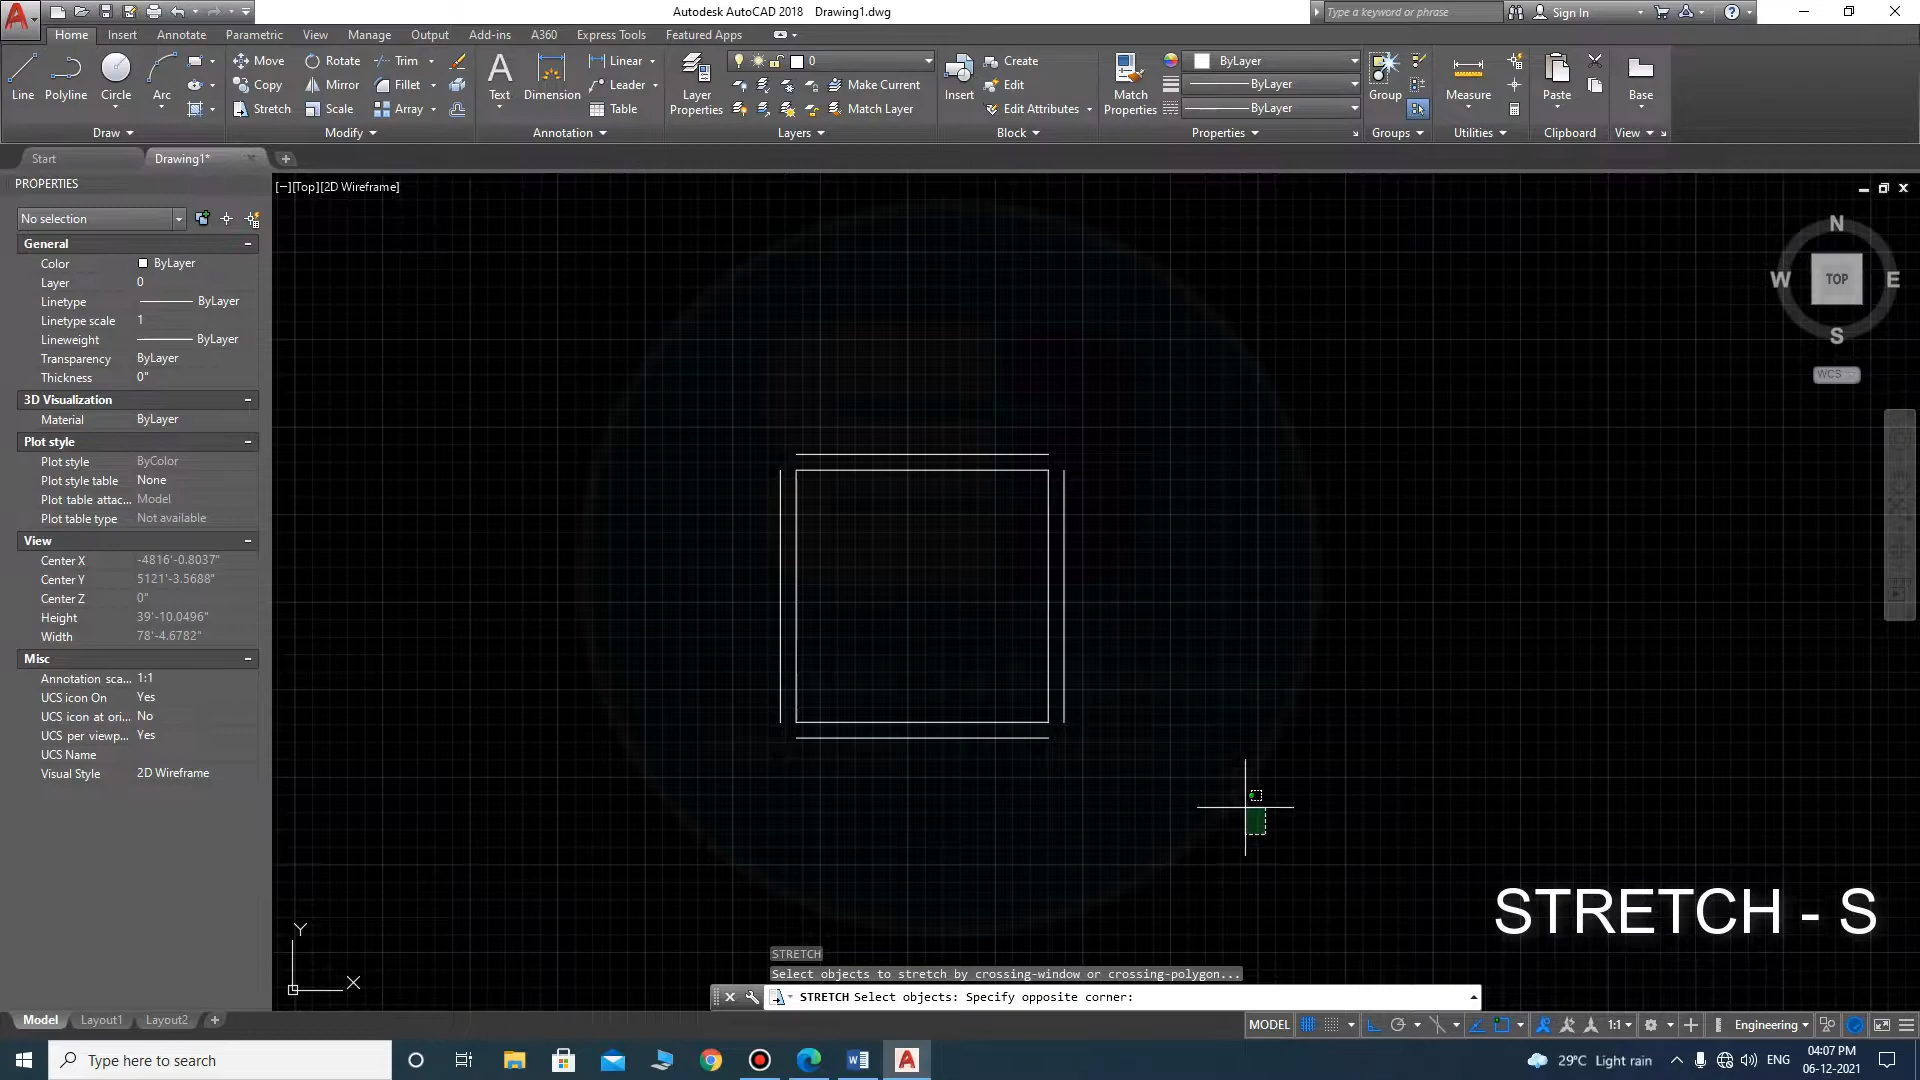 Autodesk AutoCAD 2018 Drawing1.dwg
Type a keyword or phrase
Sign In
Home Insert Annotate Parametric View Manage Output Add-ins A360 Express Tools Featured Apps
Line Polyline Circle Arc
Move Rotate Trim
Copy Mirror Fillet
Stretch Scale Array
Text Dimension
Linear
Leader
Table
Layer Properties
0
Make Current
Match Layer
Insert
Create
Edit
Edit Attributes
Match Properties
ByLayer
ByLayer
ByLayer
Group
Measure
Paste
Base
Draw Modify Annotation Layers Block Properties Groups Utilities Clipboard View
Start Drawing1*
PROPERTIES
[−][Top][2D Wireframe]
No selection
General
Color ByLayer
Layer 0
Linetype ByLayer
Linetype scale 1
Lineweight ByLayer
Transparency ByLayer
Thickness 0"
3D Visualization
Material ByLayer
Plot style
Plot style ByColor
Plot style table None
Plot table attac... Model
Plot table type Not available
View
Center X -4816'-0.8037"
Center Y 5121'-3.5688"
Center Z 0"
Height 39'-10.0496"
Width 78'-4.6782"
Misc
Annotation sca... 1:1
UCS icon On Yes
UCS icon at ori... No
UCS per viewp... Yes
UCS Name
Visual Style 2D Wireframe
N
W TOP E
S
WCS
STRETCH - S
Y
X
STRETCH
Select objects to stretch by crossing-window or crossing-polygon...
STRETCH Select objects: Specify opposite corner:
Model Layout1 Layout2
MODEL 1:1 Engineering
Type here to search
29°C Light rain
ENG
04:07 PM
06-12-2021